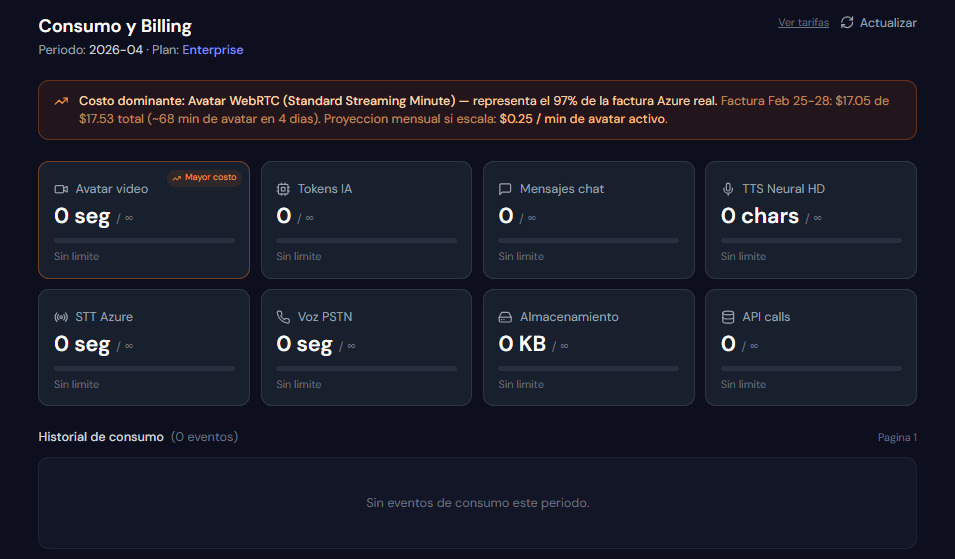 Consumo y Billing
Ver tarifas
Actualizar
Periodo: 2026-04 · Plan: Enterprise
Costo dominante: Avatar WebRTC (Standard Streaming Minute) — representa el 97% de la factura Azure real. Factura Feb 25-28: $17.05 de
$17.53 total (~68 min de avatar en 4 dias). Proyeccion mensual si escala: $0.25 / min de avatar activo.
Mayor costo
Avatar video
0 seg / ∞
Sin limite
Tokens IA
0 / ∞
Sin limite
Mensajes chat
0 / ∞
Sin limite
TTS Neural HD
0 chars / ∞
Sin limite
STT Azure
0 seg / ∞
Sin limite
Voz PSTN
0 seg / ∞
Sin limite
Almacenamiento
0 KB / ∞
Sin limite
API calls
0 / ∞
Sin limite
Historial de consumo (0 eventos)
Pagina 1
Sin eventos de consumo este periodo.